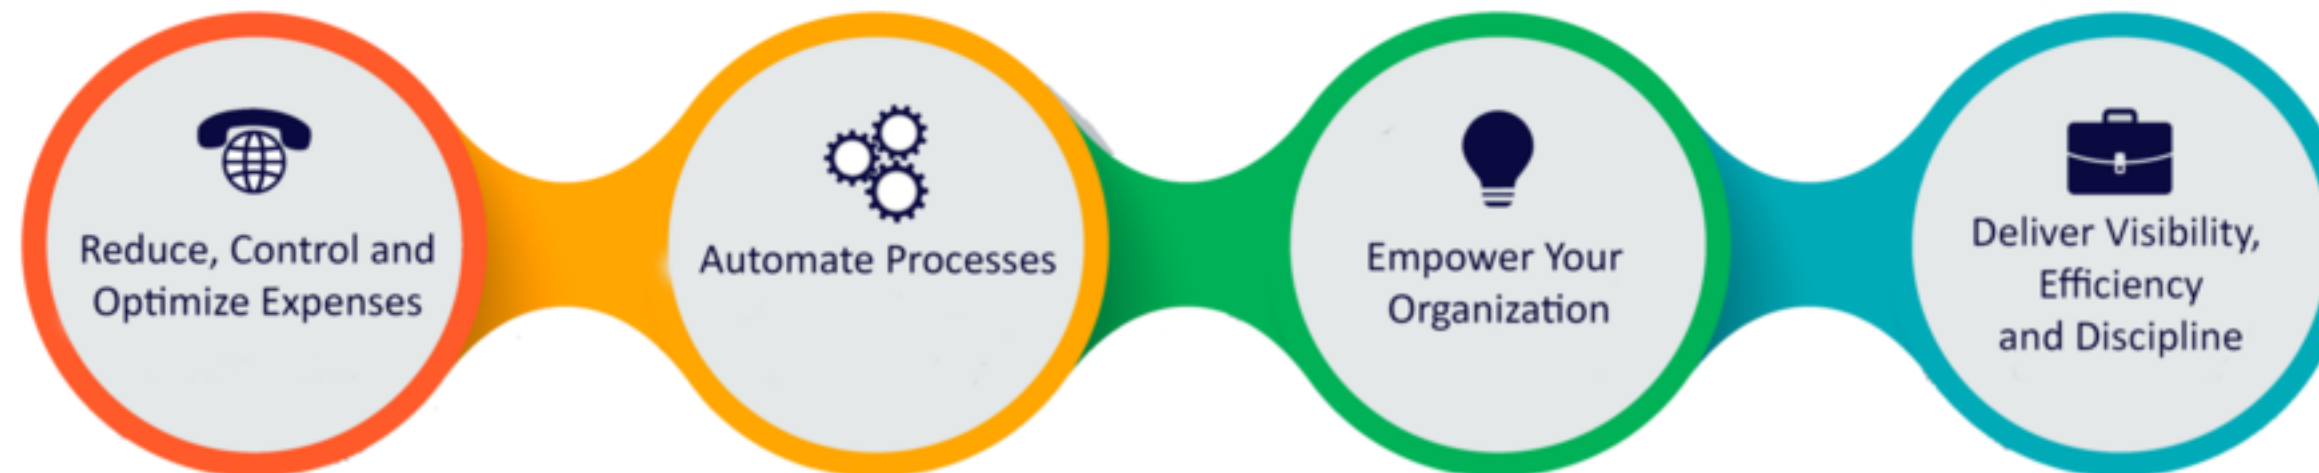 Reduce, Control and
Optimize Expenses
Automate Processes
Empower Your
Organization
Deliver Visibility,
Efficiency
and Discipline